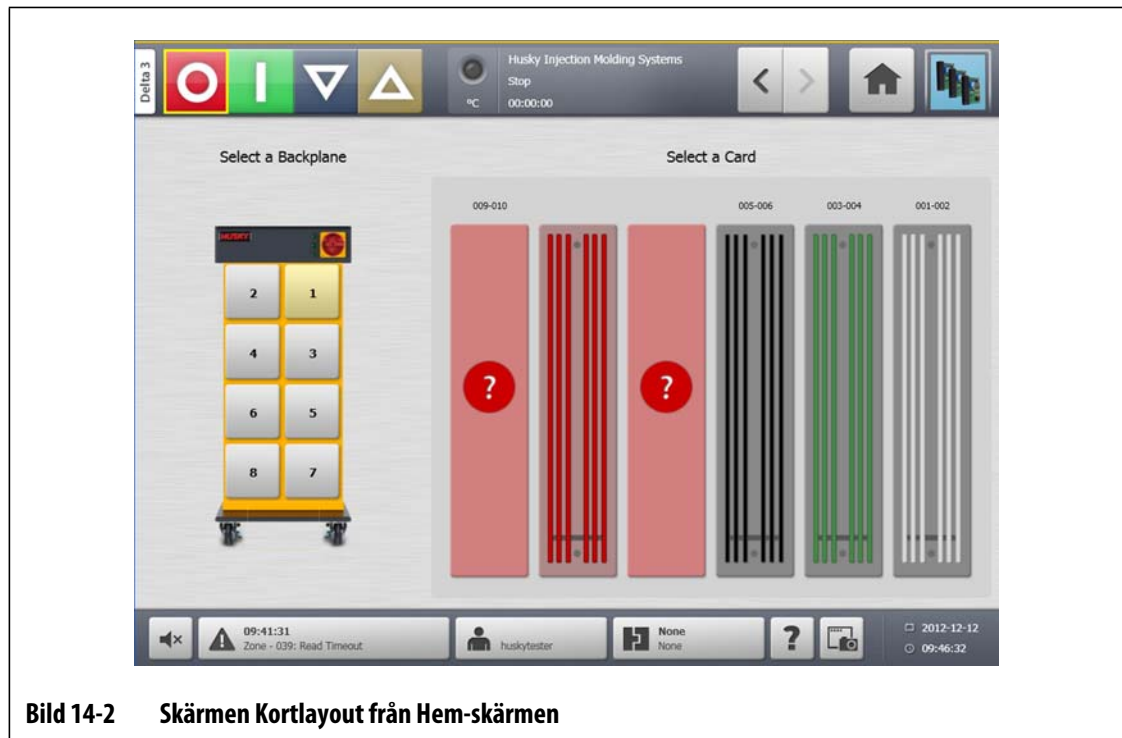 Delta 3
Husky Injection Molding Systems
Stop
°C 00:00:00
Select a Backplane
Select a Card
009-010 005-006 003-004 001-002
HUSKY
2 1
4 3
6 5
8 7
? ?
09:41:31
Zone - 039: Read Timeout
huskytester
None
None
?
2012-12-12
09:46:32
Bild 14-2 Skärmen Kortlayout från Hem-skärmen